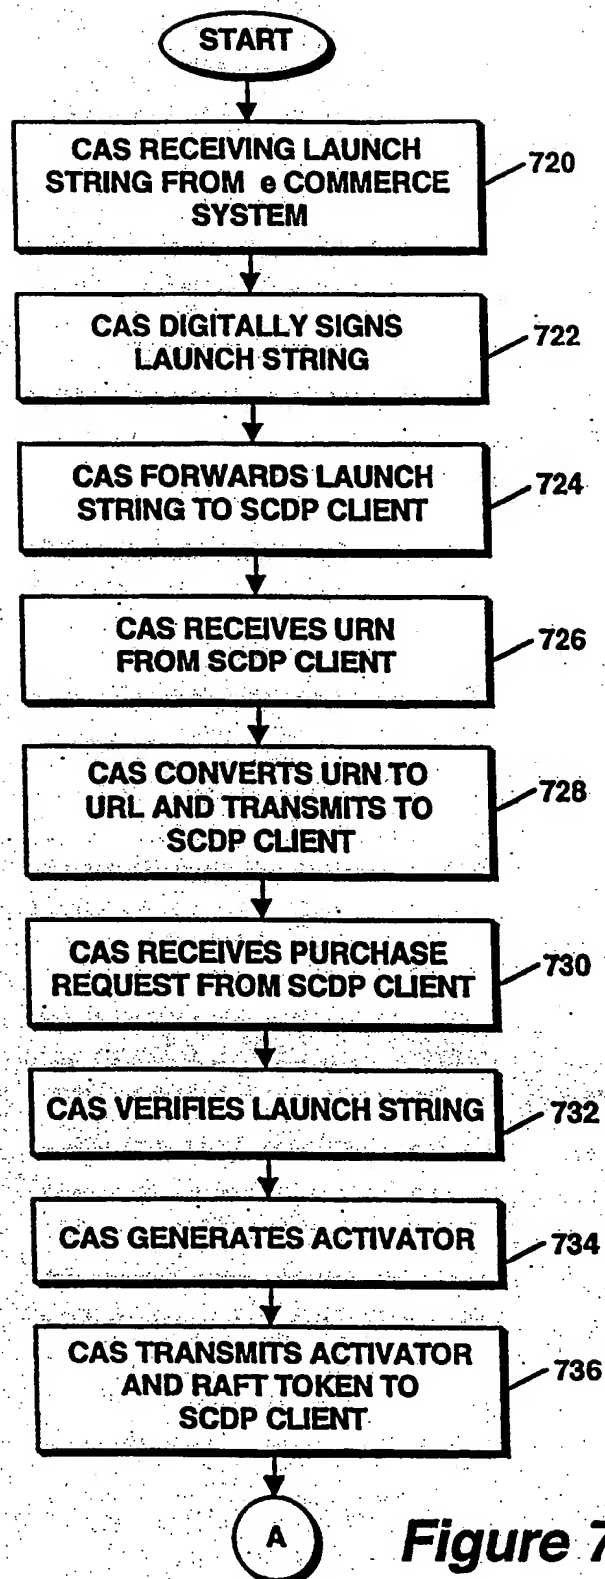 START
CAS RECEIVING LAUNCH
STRING FROM e COMMERCE
SYSTEM
720
CAS DIGITALLY SIGNS
LAUNCH STRING
722
CAS FORWARDS LAUNCH
STRING TO SCDP CLIENT
724
CAS RECEIVES URN
FROM SCDP CLIENT
726
CAS CONVERTS URN TO
URL AND TRANSMITS TO
SCDP CLIENT
728
CAS RECEIVES PURCHASE
REQUEST FROM SCDP CLIENT
730
CAS VERIFIES LAUNCH STRING
732
CAS GENERATES ACTIVATOR
734
CAS TRANSMITS ACTIVATOR
AND RAFT TOKEN TO
SCDP CLIENT
736
A
Figure 7